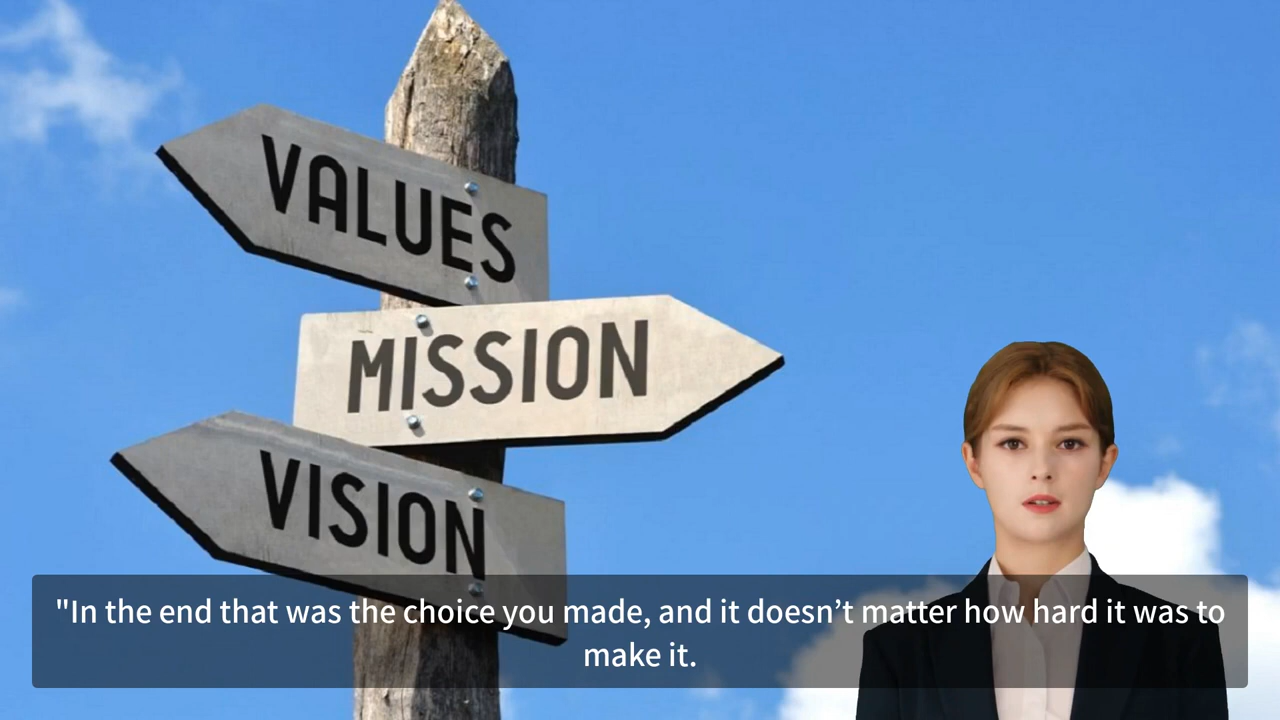 VALUES
MISSION
VISION
"In the end that was the choice you made, and it doesn’t matter how hard it was to
make it.